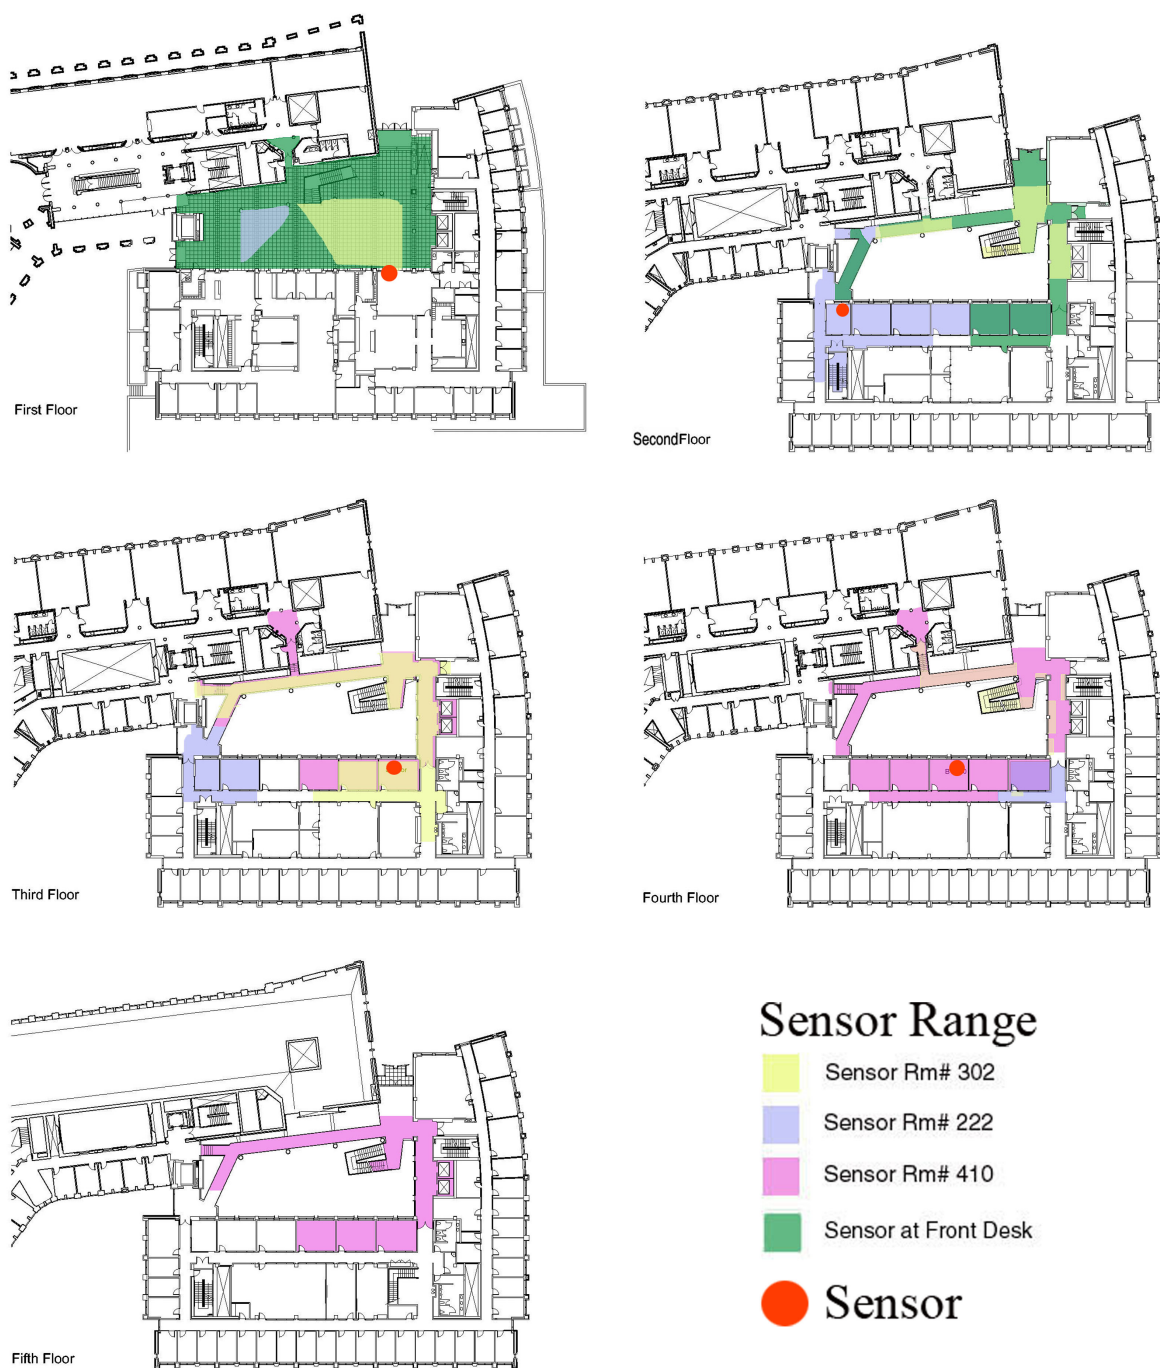 First Floor
SecondFloor
Third Floor
Fourth Floor
Fifth Floor
Sensor Range
Sensor Rm# 302
Sensor Rm# 222
Sensor Rm# 410
Sensor at Front Desk
Sensor